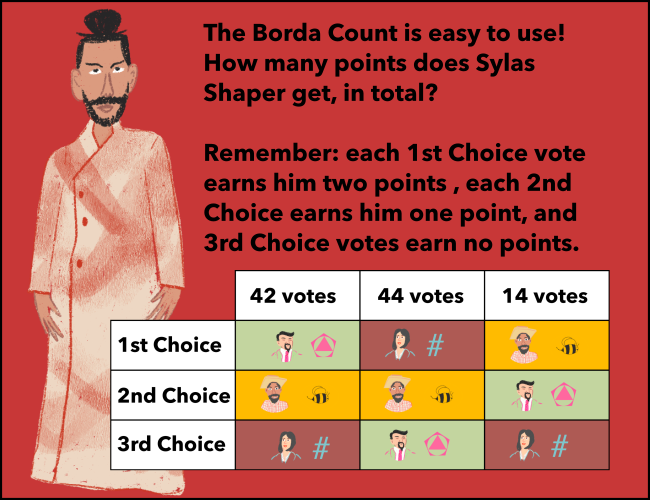 The Borda Count is easy to use!
How many points does Sylas
Shaper get, in total?
Remember: each 1st Choice vote
earns him two points , each 2nd
Choice earns him one point, and
3rd Choice votes earn no points.
42 votes 44 votes 14 votes
1st Choice #
2nd Choice
3rd Choice # #